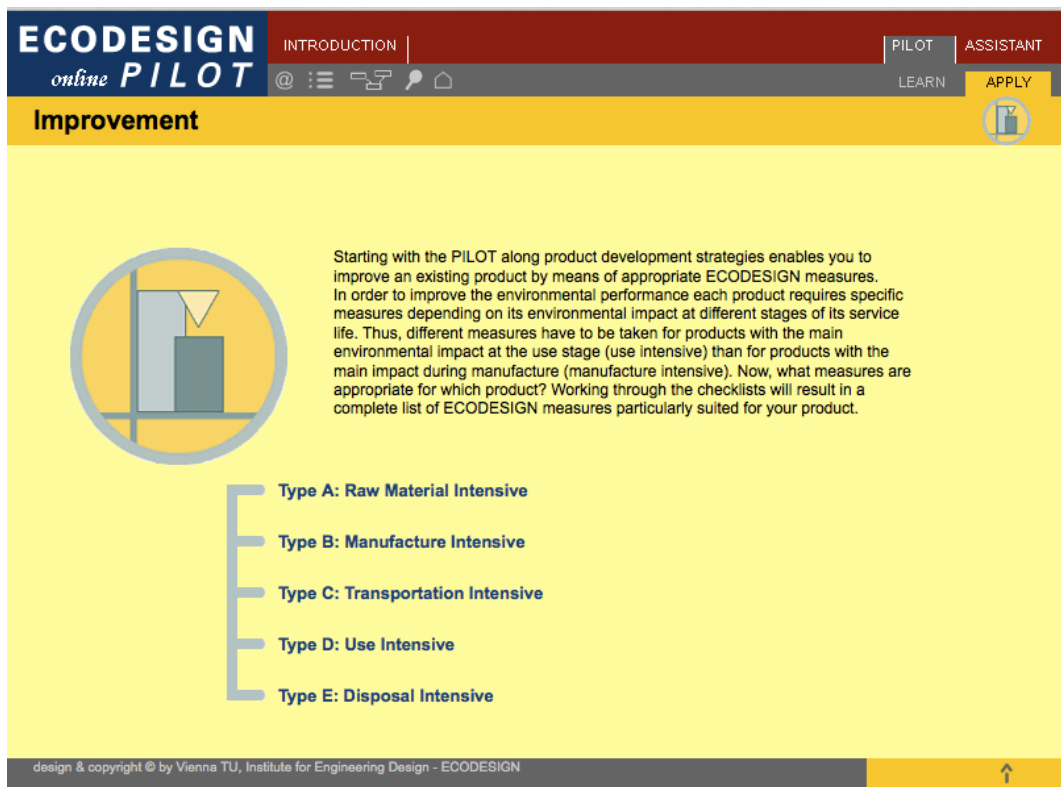 ECODESIGN
online PILOT
INTRODUCTION
PILOT
ASSISTANT
@
LEARN
APPLY
Improvement
Starting with the PILOT along product development strategies enables you to
improve an existing product by means of appropriate ECODESIGN measures.
In order to improve the environmental performance each product requires specific
measures depending on its environmental impact at different stages of its service
life. Thus, different measures have to be taken for products with the main
environmental impact at the use stage (use intensive) than for products with the
main impact during manufacture (manufacture intensive). Now, what measures are
appropriate for which product? Working through the checklists will result in a
complete list of ECODESIGN measures particularly suited for your product.
Type A: Raw Material Intensive
Type B: Manufacture Intensive
Type C: Transportation Intensive
Type D: Use Intensive
Type E: Disposal Intensive
design & copyright © by Vienna TU, Institute for Engineering Design - ECODESIGN